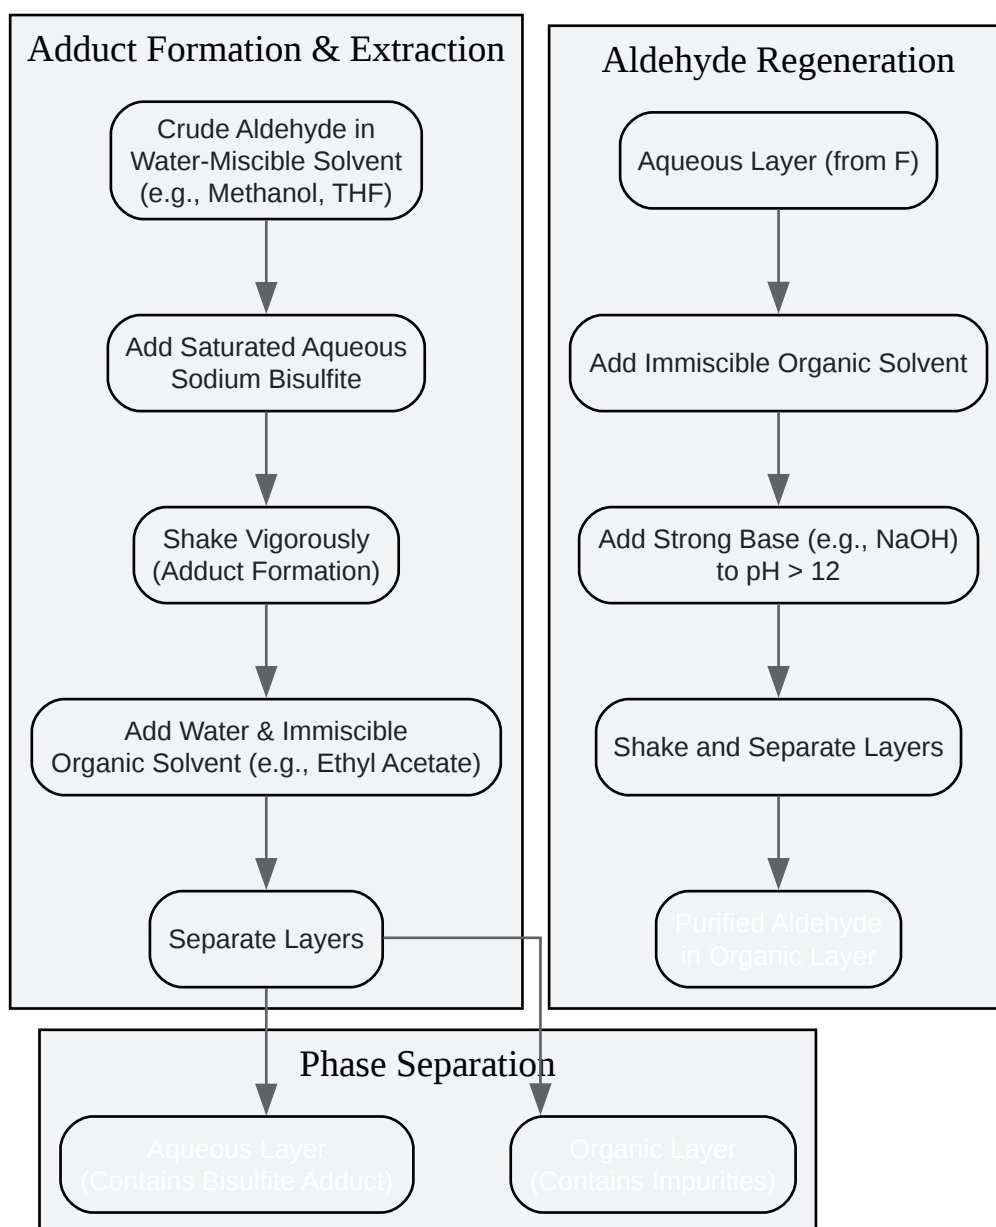 Adduct Formation & Extraction
Crude Aldehyde in
Water-Miscible Solvent
(e.g., Methanol, THF)
Add Saturated Aqueous
Sodium Bisulfite
Shake Vigorously
(Adduct Formation)
Add Water & Immiscible
Organic Solvent (e.g., Ethyl Acetate)
Separate Layers
Aldehyde Regeneration
Aqueous Layer (from F)
Add Immiscible Organic Solvent
Add Strong Base (e.g., NaOH)
to pH > 12
Shake and Separate Layers
Purified Aldehyde
in Organic Layer
Phase Separation
Aqueous Layer
(Contains Bisulfite Adduct)
Organic Layer
(Contains Impurities)